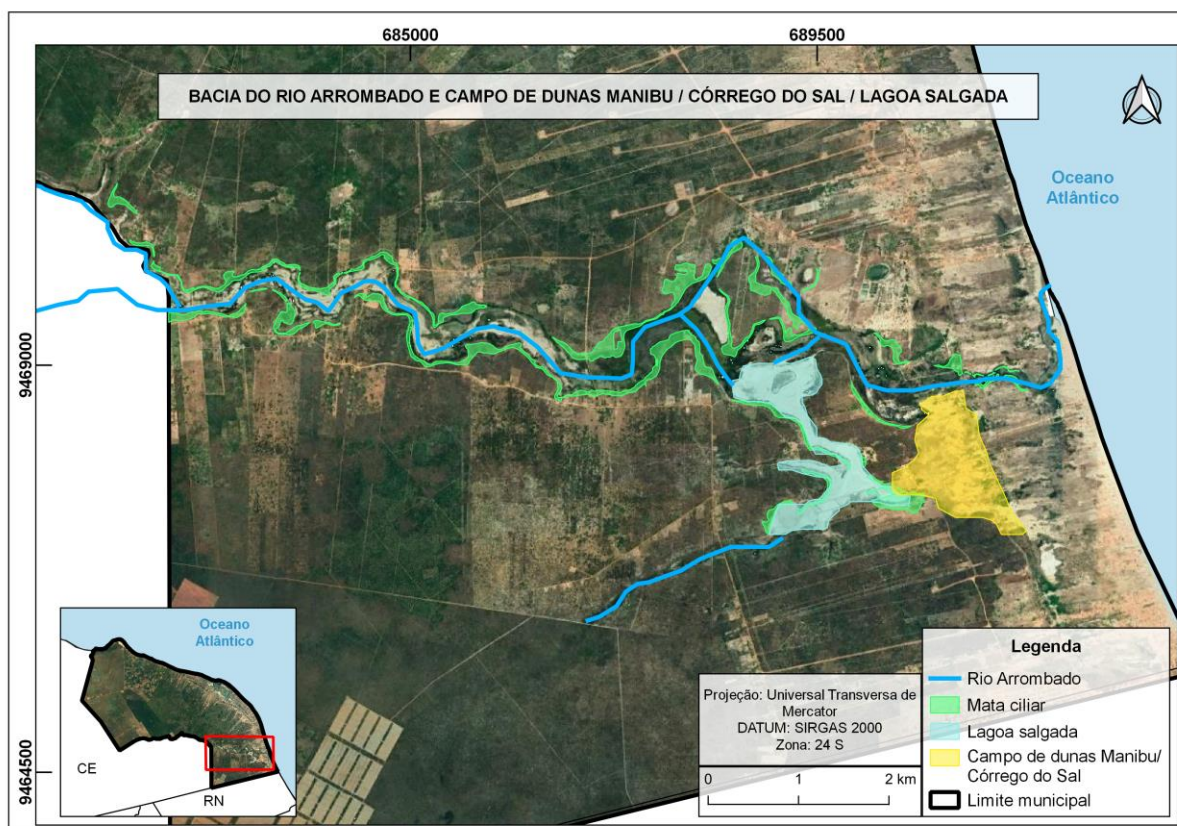 685000
689500
BACIA DO RIO ARROMBADO E CAMPO DE DUNAS MANIBU / CÓRREGO DO SAL / LAGOA SALGADA
Oceano
Atlântico
9469000
9464500
Oceano
Atlântico
CE
RN
Projeção: Universal Transversa de
Mercator
DATUM: SIRGAS 2000
Zona: 24 S
0 1 2 km
Legenda
Rio Arrombado
Mata ciliar
Lagoa salgada
Campo de dunas Manibu/
Córrego do Sal
Limite municipal